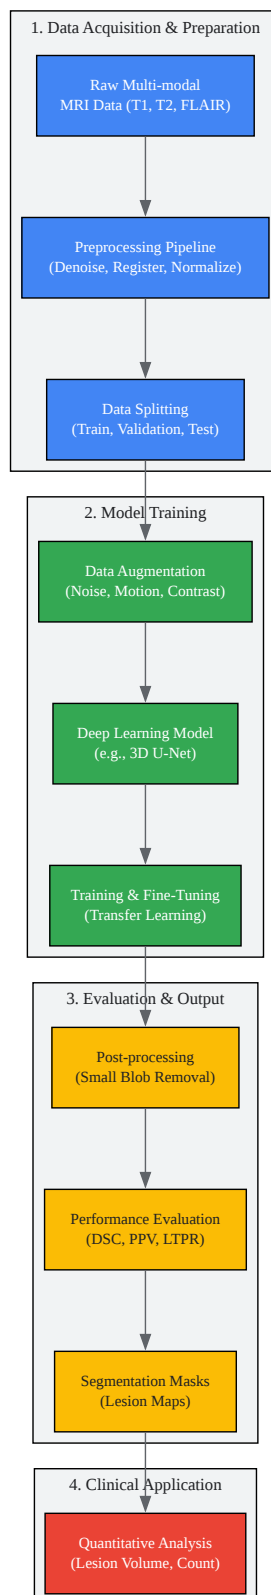 1. Data Acquisition & Preparation
Raw Multi-modal
MRI Data (T1, T2, FLAIR)
Preprocessing Pipeline
(Denoise, Register, Normalize)
Data Splitting
(Train, Validation, Test)
2. Model Training
Data Augmentation
(Noise, Motion, Contrast)
Deep Learning Model
(e.g., 3D U-Net)
Training & Fine-Tuning
(Transfer Learning)
3. Evaluation & Output
Post-processing
(Small Blob Removal)
Performance Evaluation
(DSC, PPV, LTPR)
Segmentation Masks
(Lesion Maps)
4. Clinical Application
Quantitative Analysis
(Lesion Volume, Count)